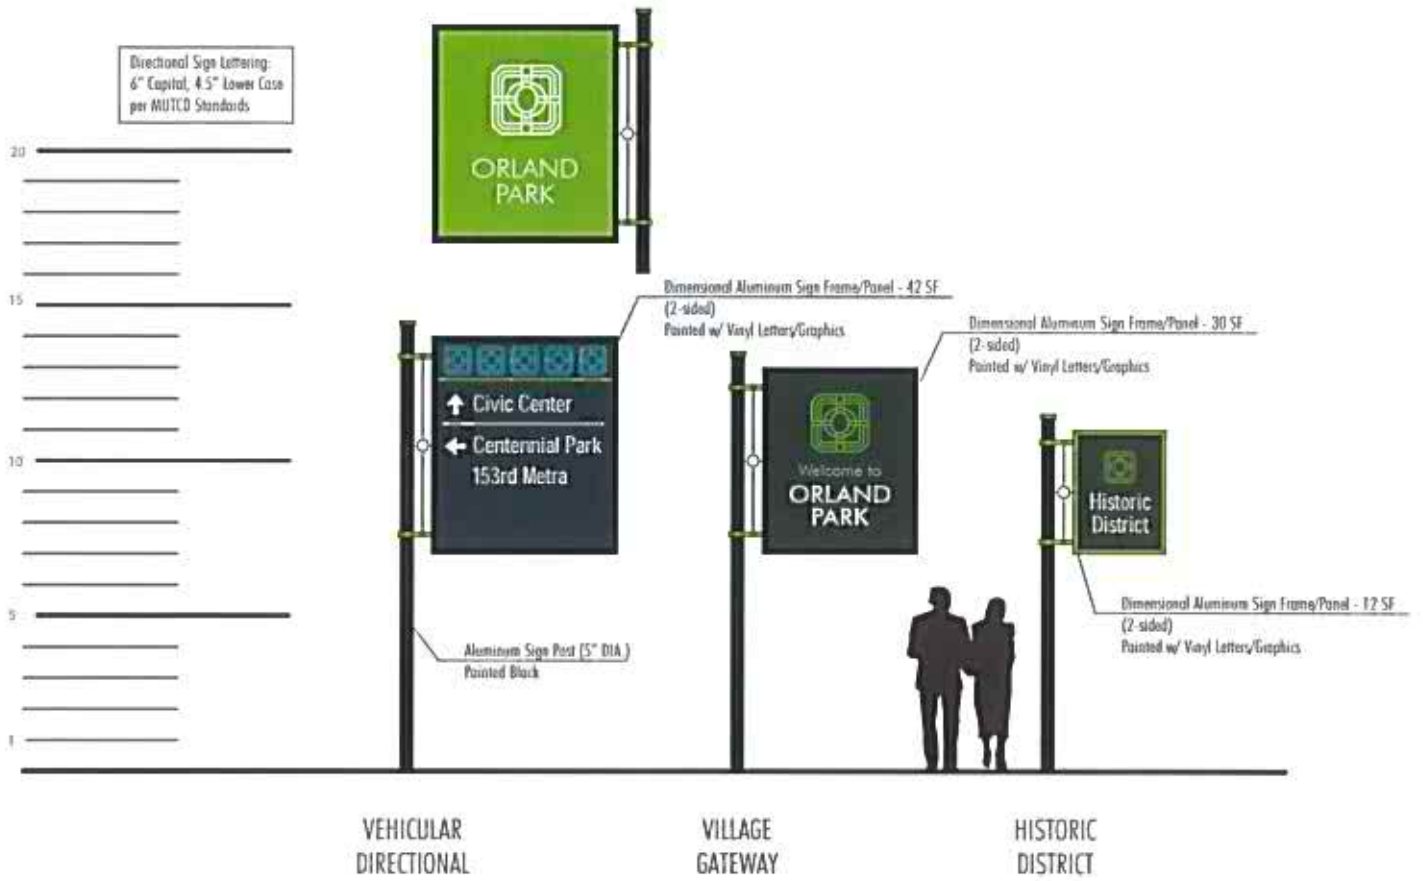 Directional Sign Lettering:
6" Capital, 4.5" Lower Case
per MUTCD Standards
20
15
10
5
1
ORLAND
PARK
Dimensional Aluminum Sign Frame/Panel - 42 SF
(2-sided)
Painted w/ Vinyl Letters/Graphics
Civic Center
Centennial Park
153rd Metra
Aluminum Sign Post (5" DIA.)
Painted Black
Dimensional Aluminum Sign Frame/Panel - 30 SF
(2-sided)
Painted w/ Vinyl Letters/Graphics
Welcome to
ORLAND
PARK
Historic
District
Dimensional Aluminum Sign Frame/Panel - 12 SF
(2-sided)
Painted w/ Vinyl Letters/Graphics
VEHICULAR
DIRECTIONAL
VILLAGE
GATEWAY
HISTORIC
DISTRICT